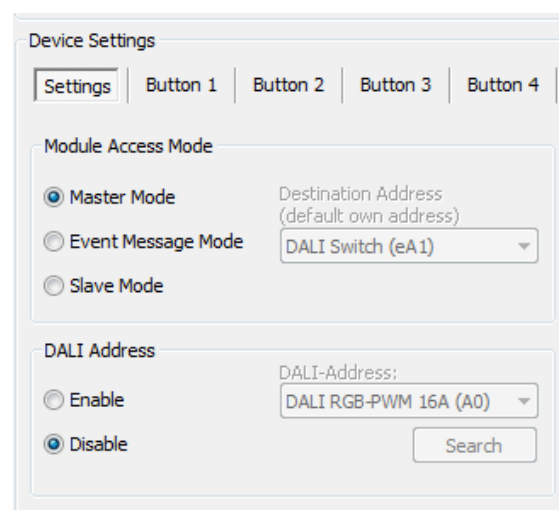 Device Settings
Settings Button 1 Button 2 Button 3 Button 4
Module Access Mode
Master Mode
Destination Address
(default own address)
Event Message Mode
DALI Switch (eA1)
Slave Mode
DALI Address
DALI-Address:
Enable
DALI RGB-PWM 16A (A0)
Disable
Search